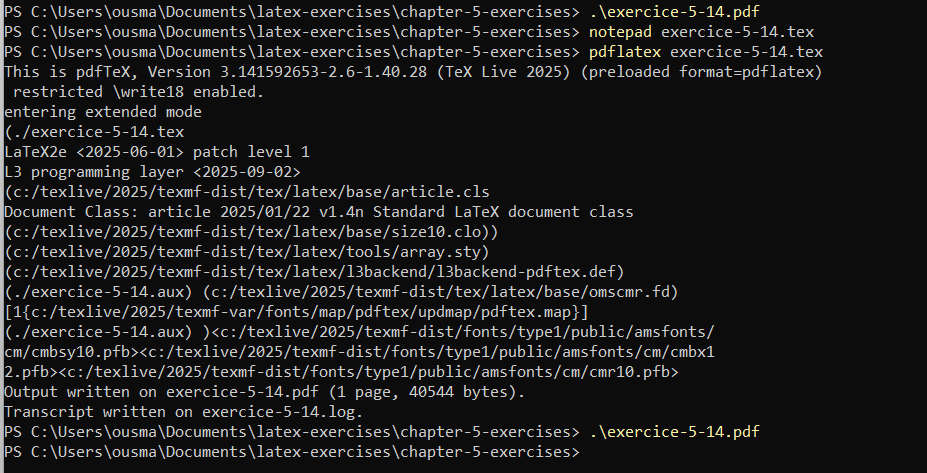 PS C:\Users\ousma\Documents\latex-exercises\chapter-5-exercises> .\exercice-5-14.pdf
PS C:\Users\ousma\Documents\latex-exercises\chapter-5-exercises> notepad exercice-5-14.tex
PS C:\Users\ousma\Documents\latex-exercises\chapter-5-exercises> pdflatex exercice-5-14.tex
This is pdfTeX, Version 3.141592653-2.6-1.40.28 (TeX Live 2025) (preloaded format=pdflatex)
 restricted \write18 enabled.
entering extended mode
(./exercice-5-14.tex
LaTeX2e <2025-06-01> patch level 1
L3 programming layer <2025-09-02>
(c:/texlive/2025/texmf-dist/tex/latex/base/article.cls
Document Class: article 2025/01/22 v1.4n Standard LaTeX document class
(c:/texlive/2025/texmf-dist/tex/latex/base/size10.clo))
(c:/texlive/2025/texmf-dist/tex/latex/tools/array.sty)
(c:/texlive/2025/texmf-dist/tex/latex/l3backend/l3backend-pdftex.def)
(./exercice-5-14.aux) (c:/texlive/2025/texmf-dist/tex/latex/base/omscmr.fd)
[1{c:/texlive/2025/texmf-var/fonts/map/pdftex/updmap/pdftex.map}]
(./exercice-5-14.aux) )<c:/texlive/2025/texmf-dist/fonts/type1/public/amsfonts/
cm/cmbsy10.pfb><c:/texlive/2025/texmf-dist/fonts/type1/public/amsfonts/cm/cmbx1
2.pfb><c:/texlive/2025/texmf-dist/fonts/type1/public/amsfonts/cm/cmr10.pfb>
Output written on exercice-5-14.pdf (1 page, 40544 bytes).
Transcript written on exercice-5-14.log.
PS C:\Users\ousma\Documents\latex-exercises\chapter-5-exercises> .\exercice-5-14.pdf
PS C:\Users\ousma\Documents\latex-exercises\chapter-5-exercises>